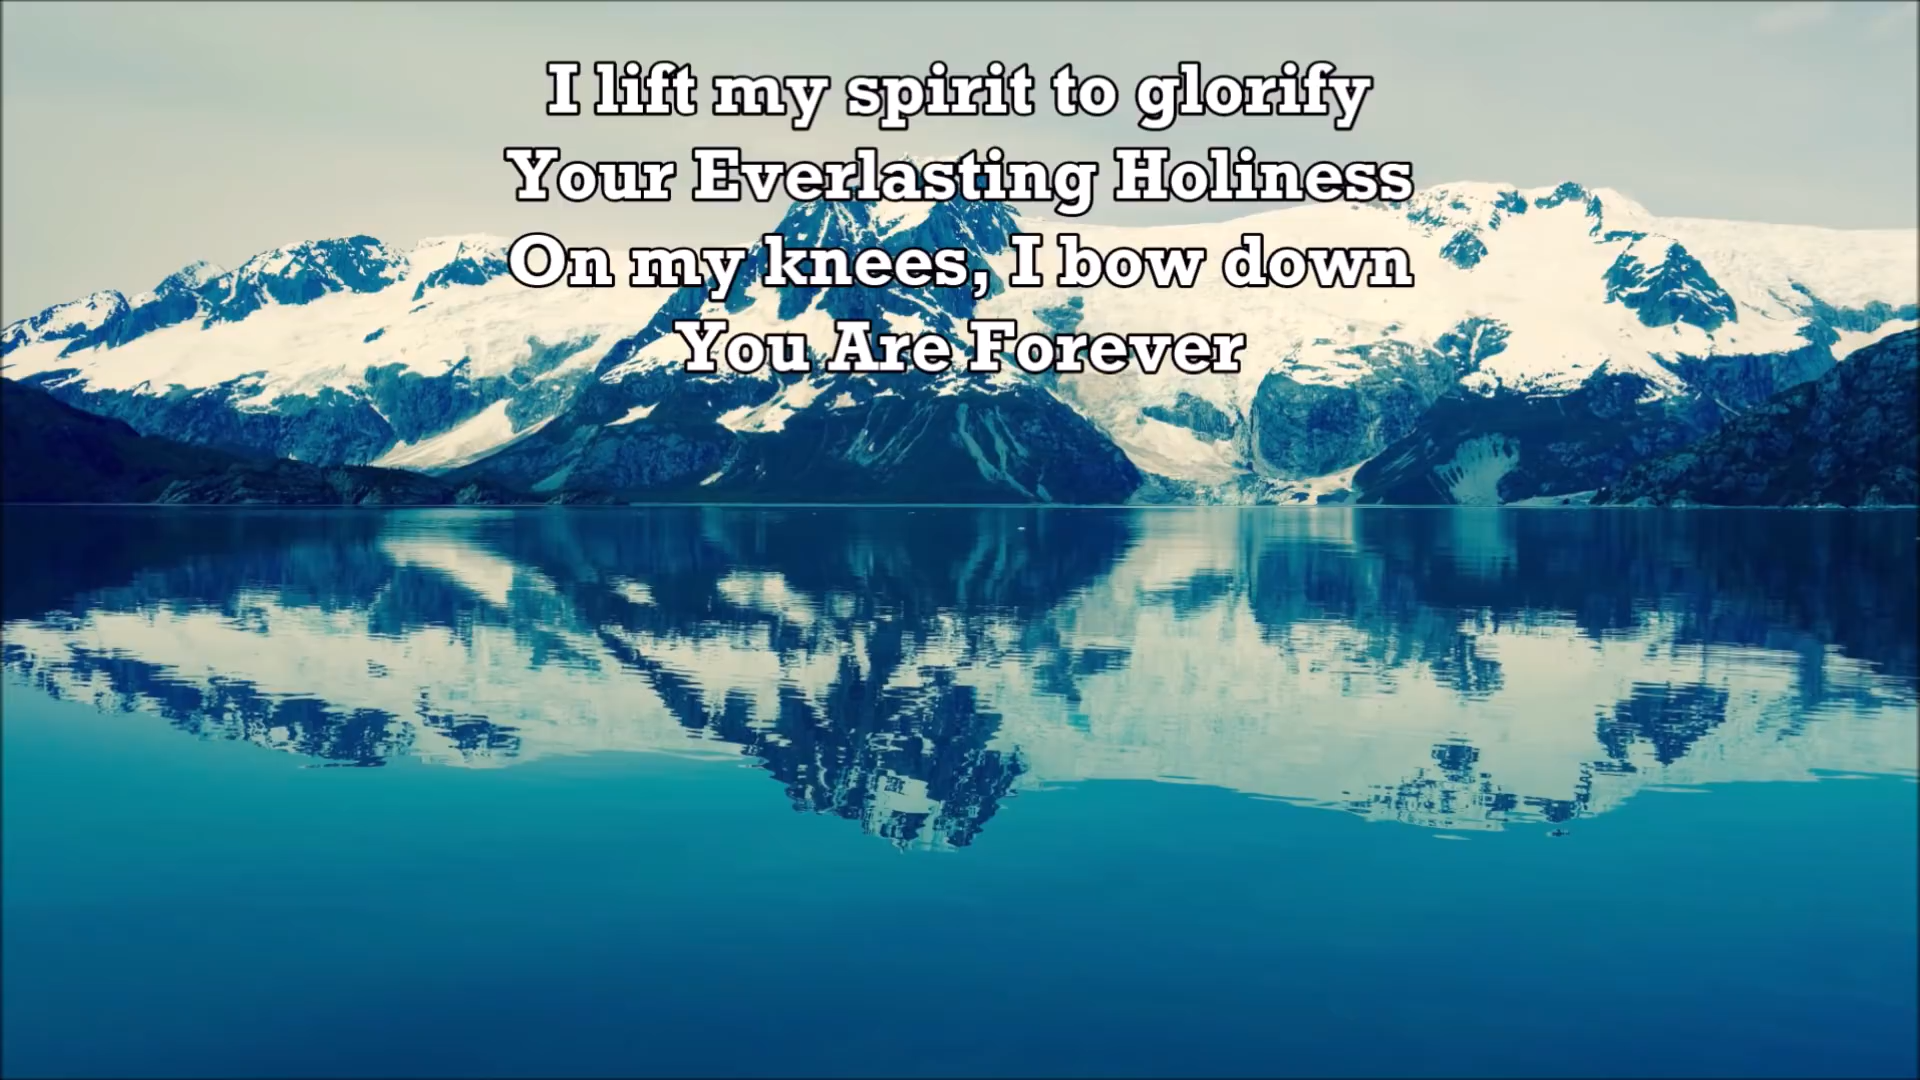 I lift my spirit to glorify
Your Everlasting Holiness
On my knees, I bow down
You Are Forever